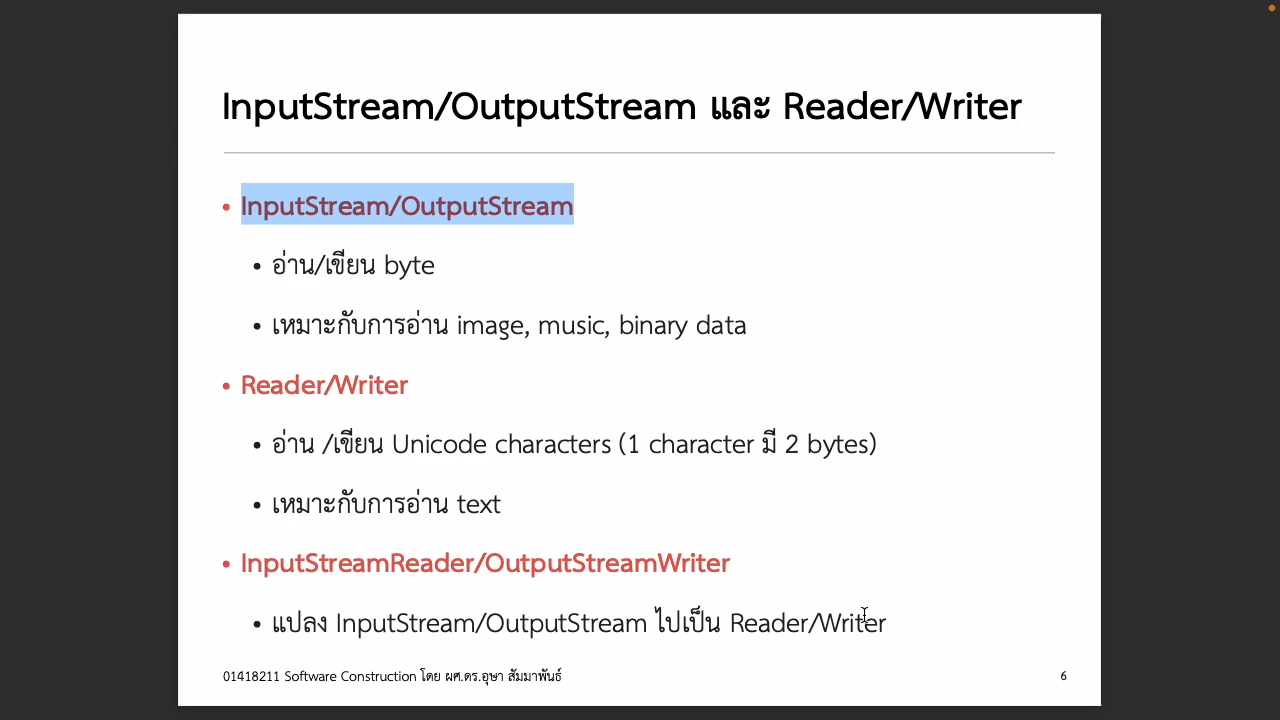 InputStream/OutputStream และ Reader/Writer
• InputStream/OutputStream
• อ่าน/เขียน byte
• เหมาะกับการอ่าน image, music, binary data
• Reader/Writer
• อ่าน /เขียน Unicode characters (1 character มี 2 bytes)
• เหมาะกับการอ่าน text
• InputStreamReader/OutputStreamWriter
• แปลง InputStream/OutputStream ไปเป็น Reader/Writer
01418211 Software Construction โดย ผศ.ดร.อุษา สัมมาพันธ์
6